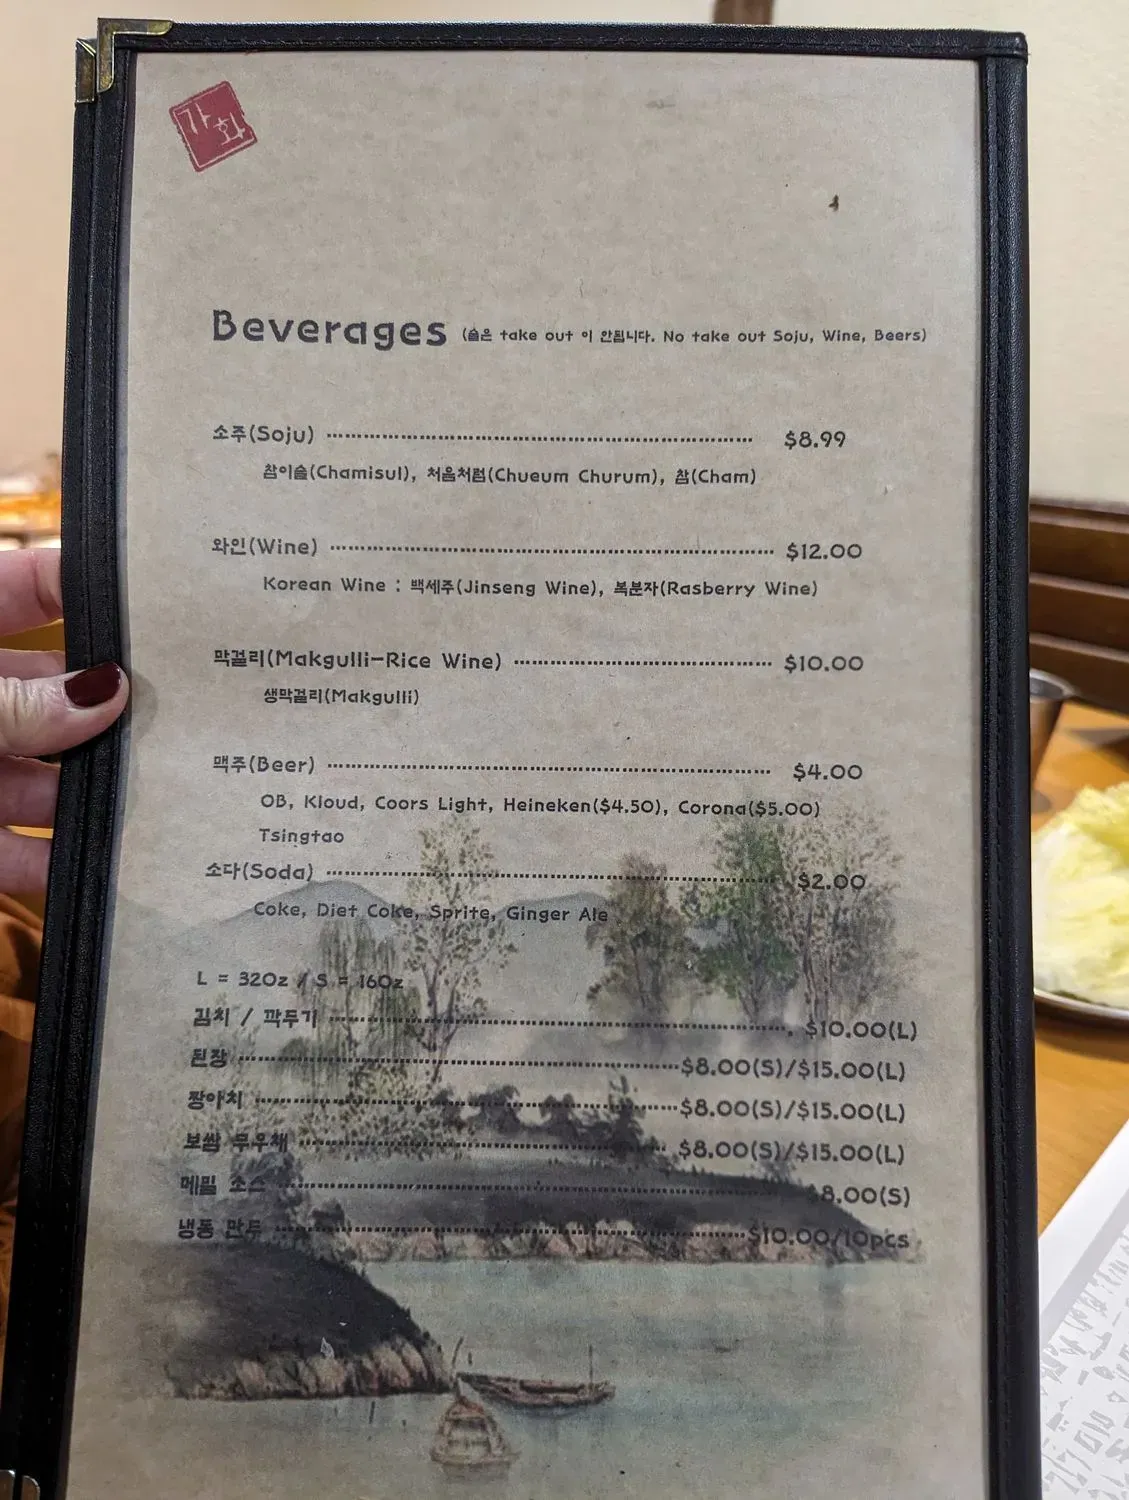 가화
Beverages (술은 take out 이 안됩니다. No take out Soju, Wine, Beers)
소주(Soju) $8.99
참이슬(Chamisul), 처음처럼(Chueum Churum), 참(Cham)
와인(Wine) $12.00
Korean Wine : 백세주(Jinseng Wine), 복분자(Rasberry Wine)
막걸리(Makgulli-Rice Wine) $10.00
생막걸리(Makgulli)
맥주(Beer) $4.00
OB, Kloud, Coors Light, Heineken($4.50), Corona($5.00)
Tsingtao
소다(Soda) $2.00
Coke, Diet Coke, Sprite, Ginger Ale
L = 32Oz / S = 16Oz
김치 / 깍두기 $10.00(L)
된장 $8.00(S)/$15.00(L)
짱아치 $8.00(S)/$15.00(L)
보쌈 무우채 $8.00(S)/$15.00(L)
메밀 소스 $8.00(S)
냉동 만두 $10.00/10pcs